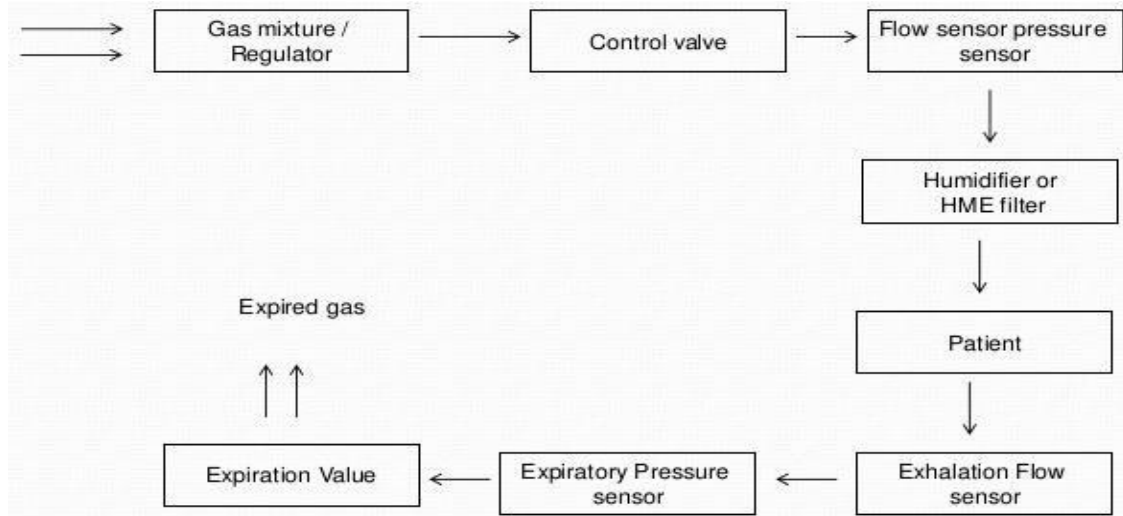 Gas mixture /
Regulator
Control valve
Flow sensor pressure
sensor
Humidifier or
HME filter
Patient
Exhalation Flow
sensor
Expiratory Pressure
sensor
Expiration Value
Expired gas